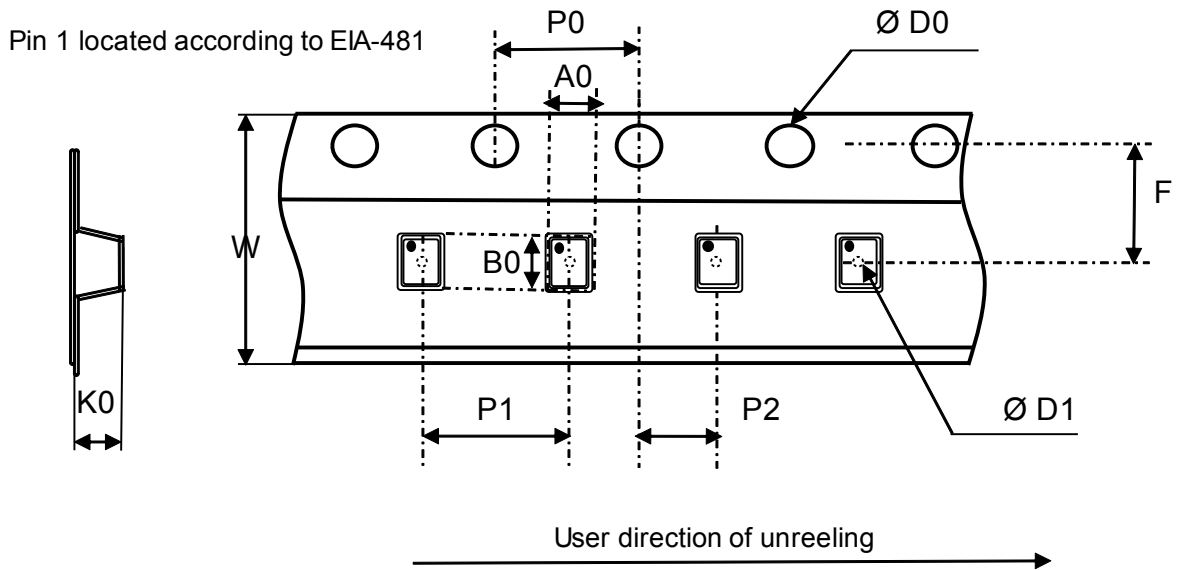 P0
Ø D0
Pin 1 located according to EIA-481
A0
F
W
B0
K0
P1
P2
Ø D1
User direction of unreeling